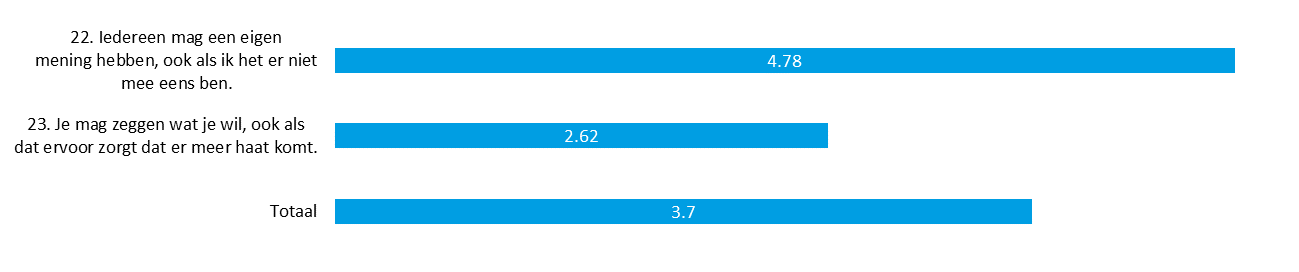 22. Iedereen mag een eigen
mening hebben, ook als ik het er niet
mee eens ben.
4.78
23. Je mag zeggen wat je wil, ook als
dat ervoor zorgt dat er meer haat komt.
2.62
Totaal
3.7